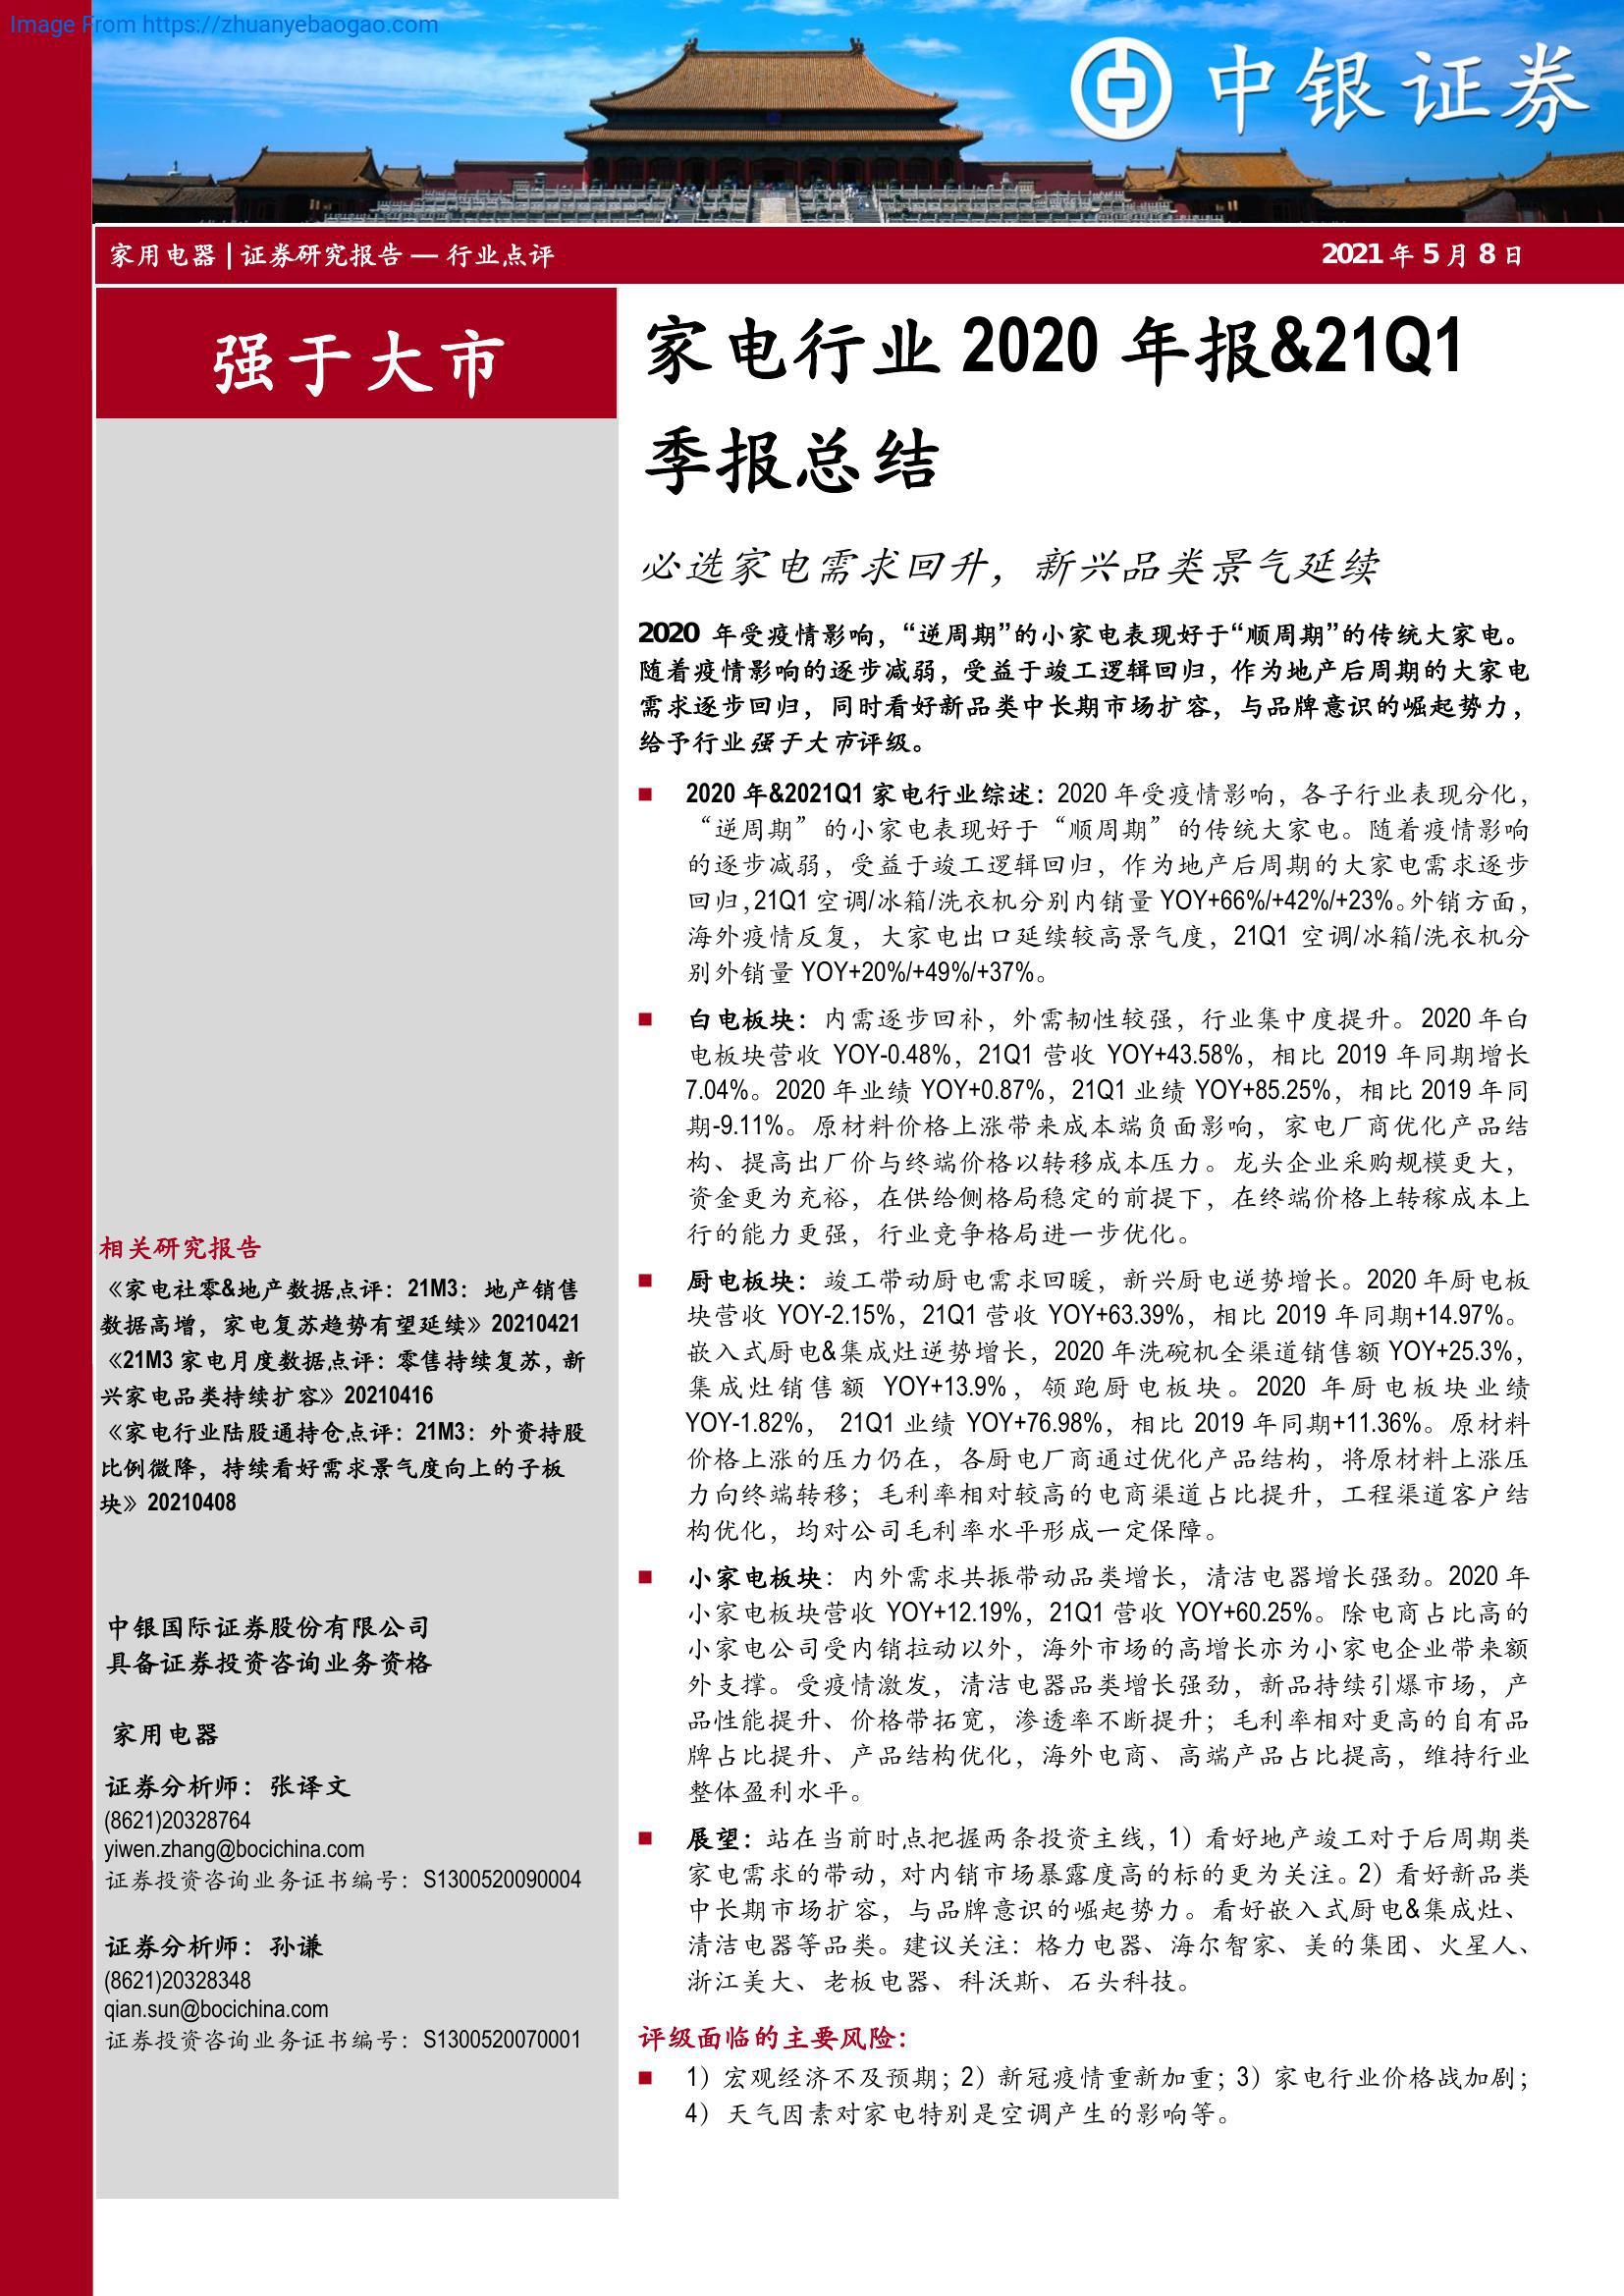 Image From https://zhuanyebaogao.com
中银证券
家用电器 | 证券研究报告 — 行业点评
2021 年 5 月 8 日
强于大市
家电行业 2020 年报&21Q1
季报总结
必选家电需求回升，新兴品类景气延续
2020 年受疫情影响，“逆周期”的小家电表现好于“顺周期”的传统大家电。
随着疫情影响的逐步减弱，受益于竣工逻辑回归，作为地产后周期的大家电
需求逐步回归，同时看好新品类中长期市场扩容，与品牌意识的崛起势力，
给予行业强于大市评级。
■ 2020 年&2021Q1 家电行业综述：2020 年受疫情影响，各子行业表现分化，
“逆周期”的小家电表现好于“顺周期”的传统大家电。随着疫情影响
的逐步减弱，受益于竣工逻辑回归，作为地产后周期的大家电需求逐步
回归，21Q1 空调/冰箱/洗衣机分别内销量 YOY+66%/+42%/+23%。外销方面，
海外疫情反复，大家电出口延续较高景气度，21Q1 空调/冰箱/洗衣机分
别外销量 YOY+20%/+49%/+37%。
■ 白电板块：内需逐步回补，外需韧性较强，行业集中度提升。2020 年白
电板块营收 YOY-0.48%，21Q1 营收 YOY+43.58%，相比 2019 年同期增长
7.04%。2020 年业绩 YOY+0.87%，21Q1 业绩 YOY+85.25%，相比 2019 年同
期-9.11%。原材料价格上涨带来成本端负面影响，家电厂商优化产品结
构、提高出厂价与终端价格以转移成本压力。龙头企业采购规模更大，
资金更为充裕，在供给侧格局稳定的前提下，在终端价格上转稼成本上
行的能力更强，行业竞争格局进一步优化。
■ 厨电板块：竣工带动厨电需求回暖，新兴厨电逆势增长。2020 年厨电板
块营收 YOY-2.15%，21Q1 营收 YOY+63.39%，相比 2019 年同期+14.97%。
嵌入式厨电&集成灶逆势增长，2020 年洗碗机全渠道销售额 YOY+25.3%，
集成灶销售额 YOY+13.9%，领跑厨电板块。2020 年厨电板块业绩
YOY-1.82%， 21Q1 业绩 YOY+76.98%，相比 2019 年同期+11.36%。原材料
价格上涨的压力仍在，各厨电厂商通过优化产品结构，将原材料上涨压
力向终端转移；毛利率相对较高的电商渠道占比提升，工程渠道客户结
构优化，均对公司毛利率水平形成一定保障。
■ 小家电板块：内外需求共振带动品类增长，清洁电器增长强劲。2020 年
小家电板块营收 YOY+12.19%，21Q1 营收 YOY+60.25%。除电商占比高的
小家电公司受内销拉动以外，海外市场的高增长亦为小家电企业带来额
外支撑。受疫情激发，清洁电器品类增长强劲，新品持续引爆市场，产
品性能提升、价格带拓宽，渗透率不断提升；毛利率相对更高的自有品
牌占比提升、产品结构优化，海外电商、高端产品占比提高，维持行业
整体盈利水平。
■ 展望：站在当前时点把握两条投资主线，1）看好地产竣工对于后周期类
家电需求的带动，对内销市场暴露度高的标的更为关注。2）看好新品类
中长期市场扩容，与品牌意识的崛起势力。看好嵌入式厨电&集成灶、
清洁电器等品类。建议关注：格力电器、海尔智家、美的集团、火星人、
浙江美大、老板电器、科沃斯、石头科技。
评级面临的主要风险：
■ 1）宏观经济不及预期；2）新冠疫情重新加重；3）家电行业价格战加剧；
4）天气因素对家电特别是空调产生的影响等。
相关研究报告
《家电社零&地产数据点评：21M3：地产销售
数据高增，家电复苏趋势有望延续》20210421
《21M3 家电月度数据点评：零售持续复苏，新
兴家电品类持续扩容》20210416
《家电行业陆股通持仓点评：21M3：外资持股
比例微降，持续看好需求景气度向上的子板
块》20210408
中银国际证券股份有限公司
具备证券投资咨询业务资格
家用电器
证券分析师：张译文
(8621)20328764
yiwen.zhang@bocichina.com
证券投资咨询业务证书编号：S1300520090004
证券分析师：孙谦
(8621)20328348
qian.sun@bocichina.com
证券投资咨询业务证书编号：S1300520070001